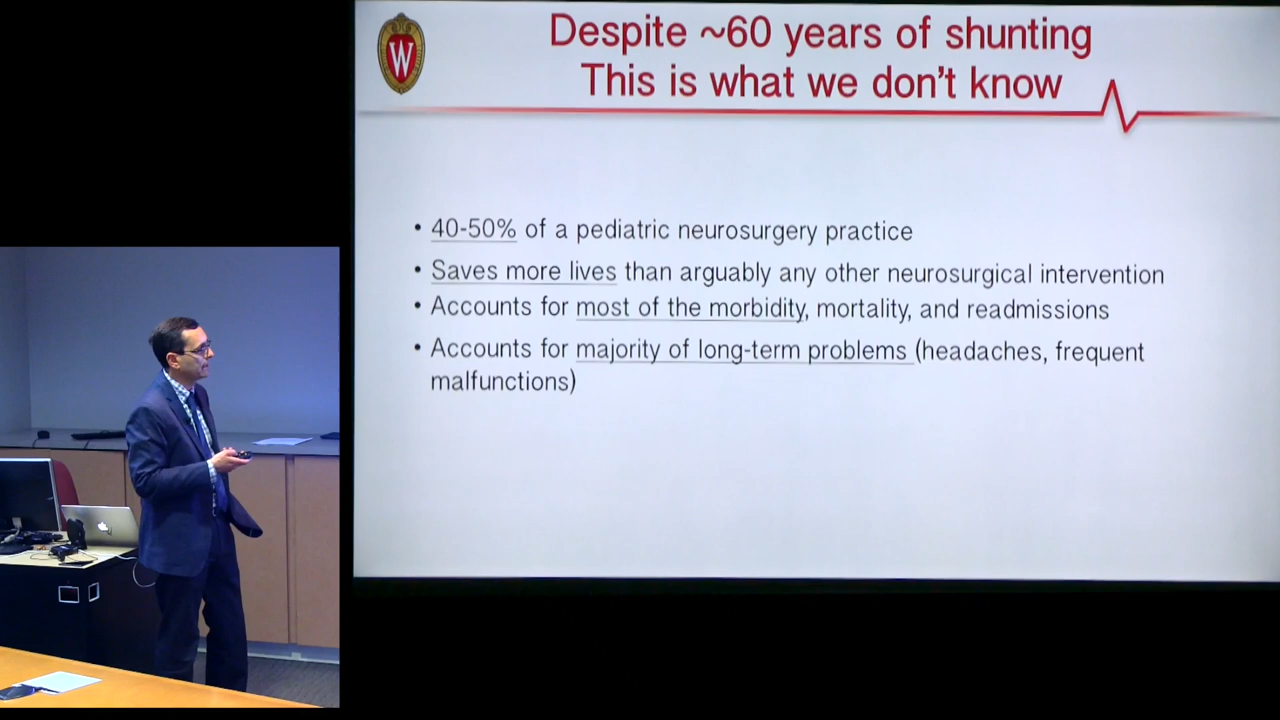 W
Despite ~60 years of shunting
This is what we don't know
• 40-50% of a pediatric neurosurgery practice
• Saves more lives than arguably any other neurosurgical intervention
• Accounts for most of the morbidity, mortality, and readmissions
• Accounts for majority of long-term problems (headaches, frequent
malfunctions)